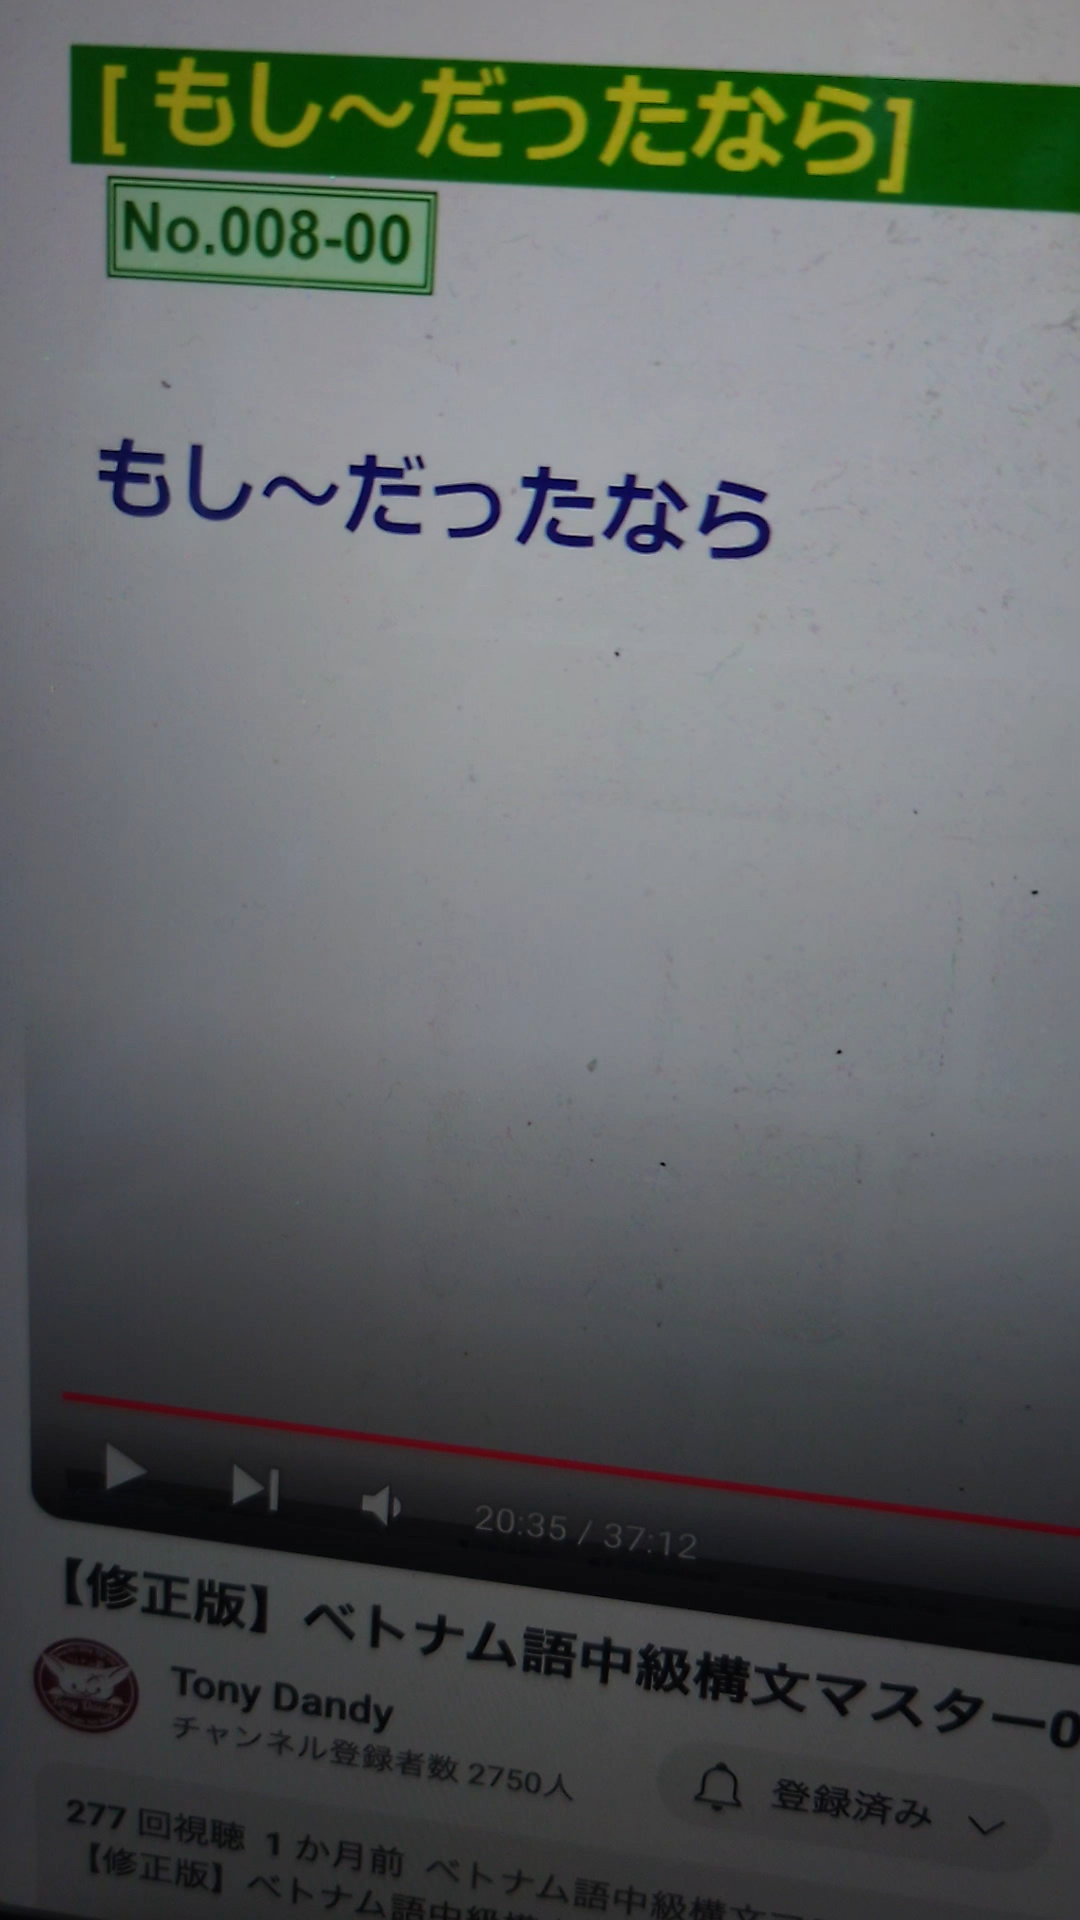 [ もし～だったなら]
No.008-00
もし～だったなら
20:35 / 37:12
【修正版】ベトナム語中級構文マスター0
Tony Dandy
チャンネル登録者数 2750人
登録済み
277 回視聴 1 か月前 ベトナム語中級構文マ
【修正版】ベトナム語中級構